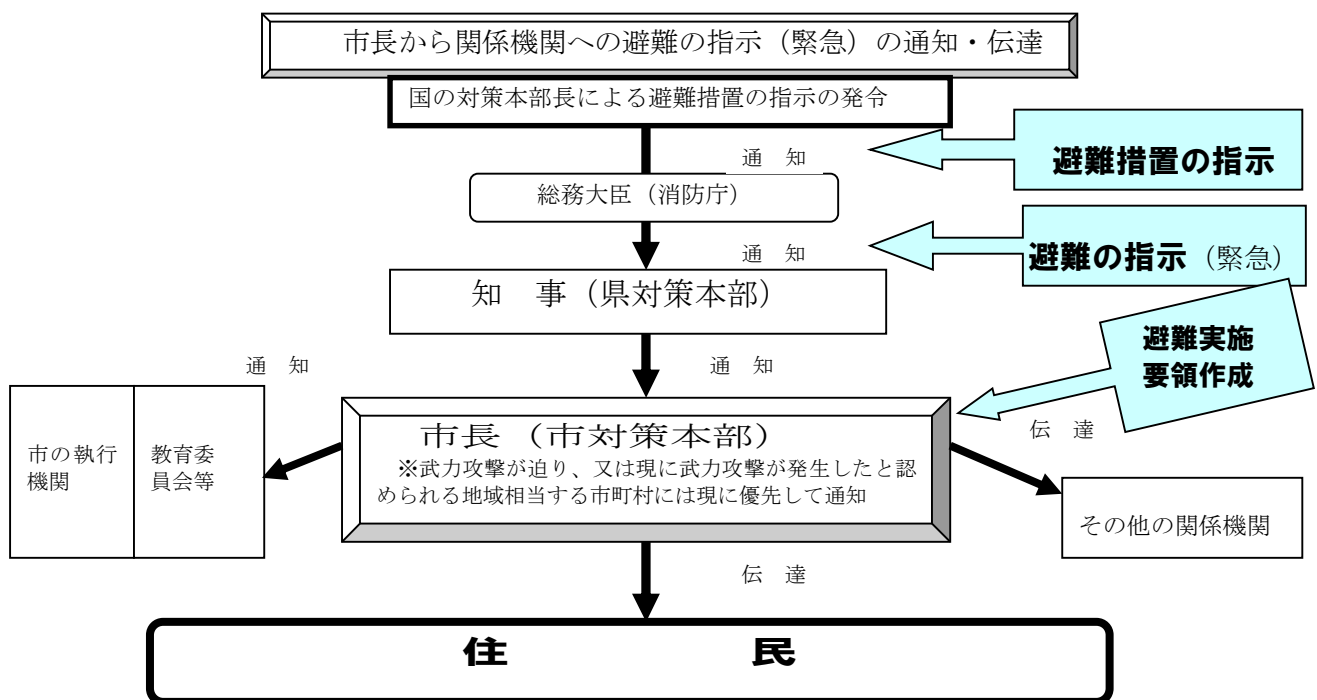 市長から関係機関への避難の指示（緊急）の通知・伝達
国の対策本部長による避難措置の指示の発令
通　知
避難措置の指示
総務大臣（消防庁）
通　知
避難の指示（緊急）
知　事（県対策本部）
避難実施
要領作成
通　知
通　知
市の執行
機関
教育委
員会等
市長（市対策本部）
※武力攻撃が迫り、又は現に武力攻撃が発生したと認
められる地域相当する市町村には現に優先して通知
伝　達
その他の関係機関
伝　達
住　民